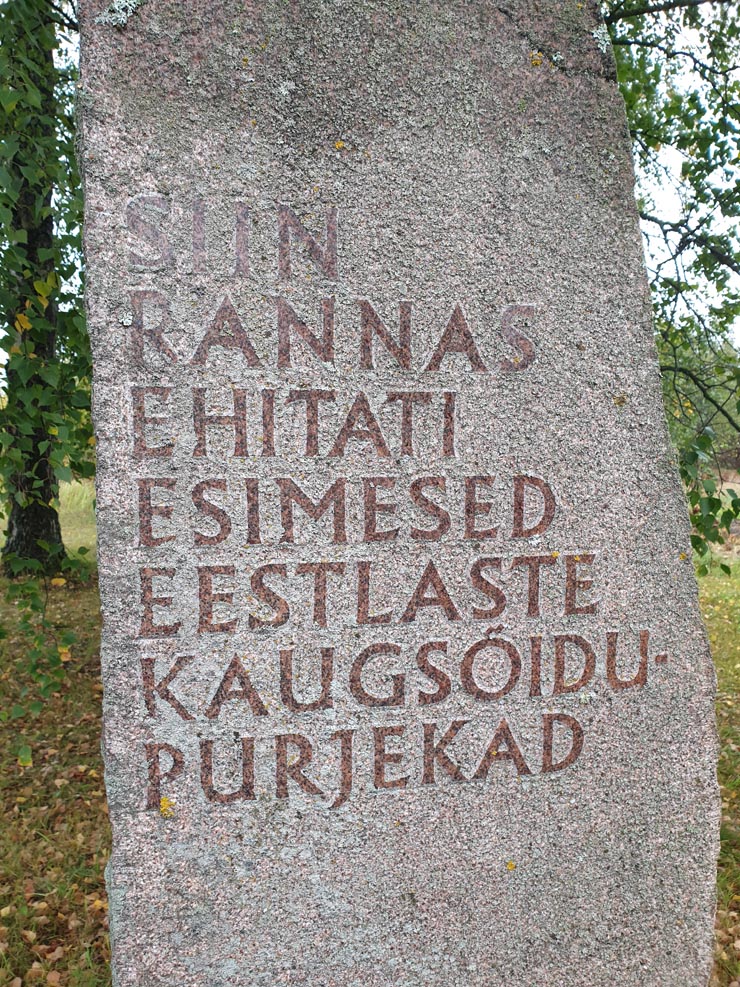 SIIN
RANNAS
EHITATI
ESIMESED
EESTLASTE
KAUGSÕIDU-
PURJEKAD